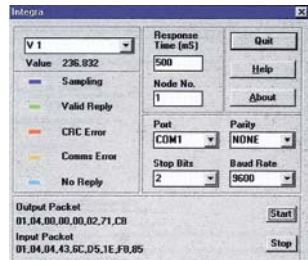 Integra
V 1
Value 236.832
Sampling
Valid Reply
CRC Error
Comms Error
No Reply
Response Time (mS)
500
Node No.
1
Quit
Help
About
Port
COM1
Parity
NONE
Stop Bits
2
Baud Rate
9600
Output Packet
01,04,00,00,00,02,71,CB
Start
Input Packet
01,04,04,43,6C,D5,1E,F0,85
Stop